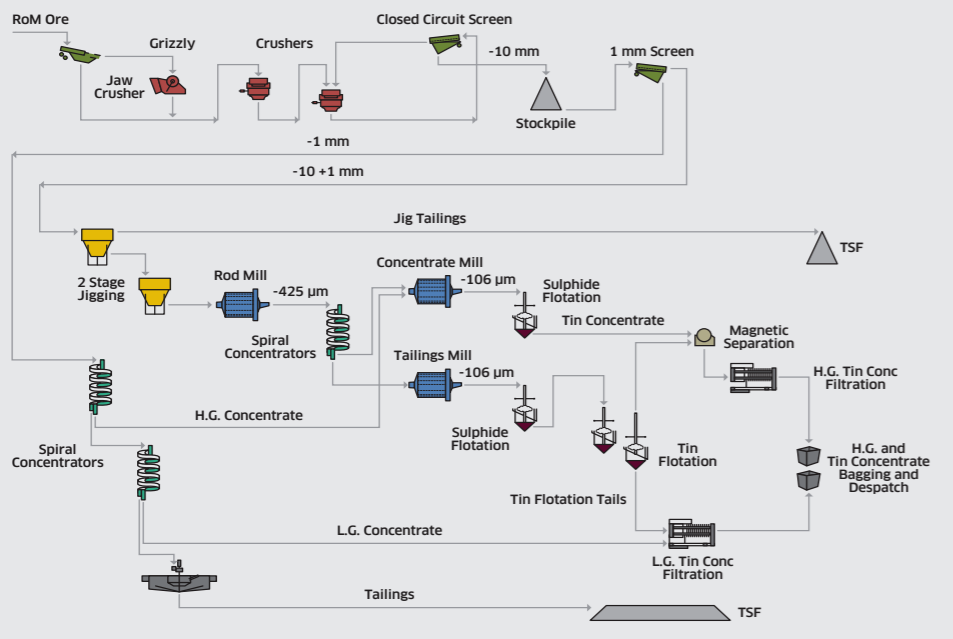 RoM Ore
Grizzly
Jaw
Crusher
Crushers
Closed Circuit Screen
-10 mm
Stockpile
1 mm Screen
-1 mm
-10 +1 mm
Jig Tailings
TSF
2 Stage
Jigging
Rod Mill
-425 µm
Spiral
Concentrators
Concentrate Mill
-106 µm
Sulphide
Flotation
Tin Concentrate
Magnetic
Separation
Tailings Mill
-106 µm
H.G. Tin Conc
Filtration
H.G. Concentrate
Sulphide
Flotation
Tin
Flotation
H.G. and
Tin Concentrate
Bagging and
Despatch
Spiral
Concentrators
Tin Flotation Tails
L.G. Concentrate
L.G. Tin Conc
Filtration
Tailings
TSF